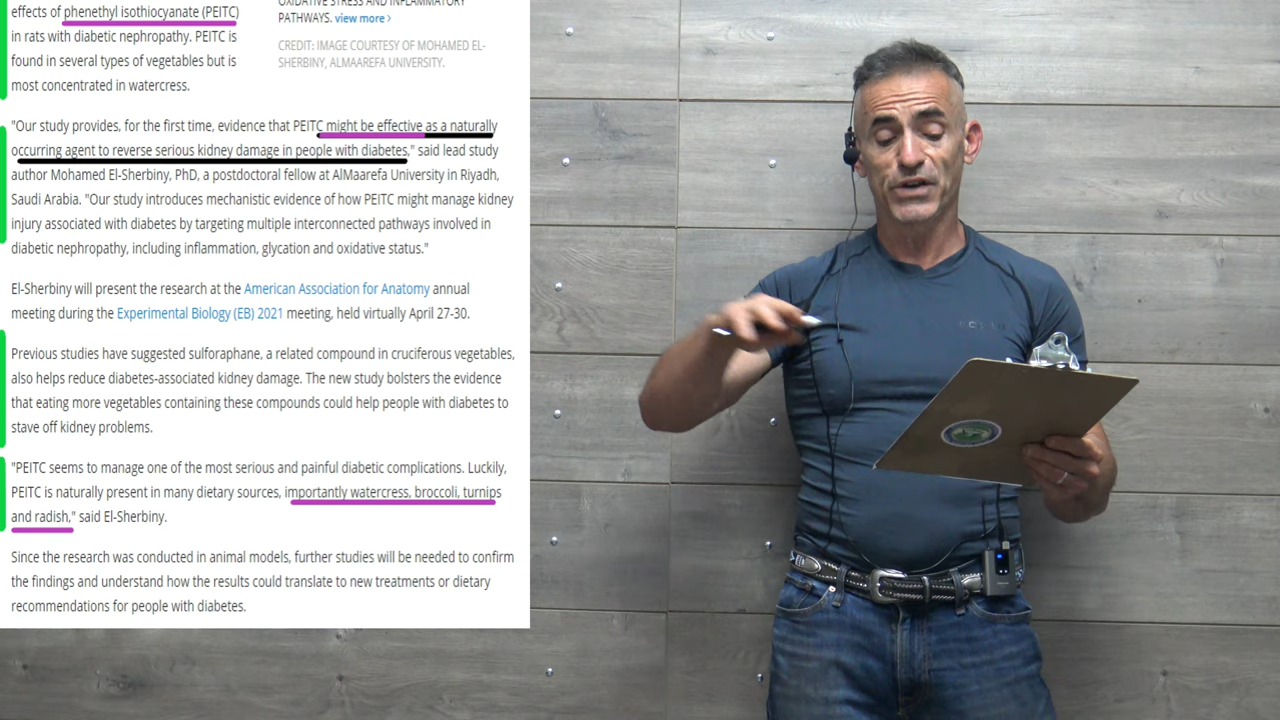 effects of phenethyl isothiocyanate (PEITC)
in rats with diabetic nephropathy. PEITC is
found in several types of vegetables but is
most concentrated in watercress.
OXIDATIVE STRESS AND INFLAMMATORY
PATHWAYS. view more ›
CREDIT: IMAGE COURTESY OF MOHAMED EL-
SHERBINY, ALMAAREFA UNIVERSITY.
"Our study provides, for the first time, evidence that PEITC might be effective as a naturally
occurring agent to reverse serious kidney damage in people with diabetes," said lead study
author Mohamed El-Sherbiny, PhD, a postdoctoral fellow at AlMaarefa University in Riyadh,
Saudi Arabia. "Our study introduces mechanistic evidence of how PEITC might manage kidney
injury associated with diabetes by targeting multiple interconnected pathways involved in
diabetic nephropathy, including inflammation, glycation and oxidative status."
El-Sherbiny will present the research at the American Association for Anatomy annual
meeting during the Experimental Biology (EB) 2021 meeting, held virtually April 27-30.
Previous studies have suggested sulforaphane, a related compound in cruciferous vegetables,
also helps reduce diabetes-associated kidney damage. The new study bolsters the evidence
that eating more vegetables containing these compounds could help people with diabetes to
stave off kidney problems.
"PEITC seems to manage one of the most serious and painful diabetic complications. Luckily,
PEITC is naturally present in many dietary sources, importantly watercress, broccoli, turnips
and radish," said El-Sherbiny.
Since the research was conducted in animal models, further studies will be needed to confirm
the findings and understand how the results could translate to new treatments or dietary
recommendations for people with diabetes.